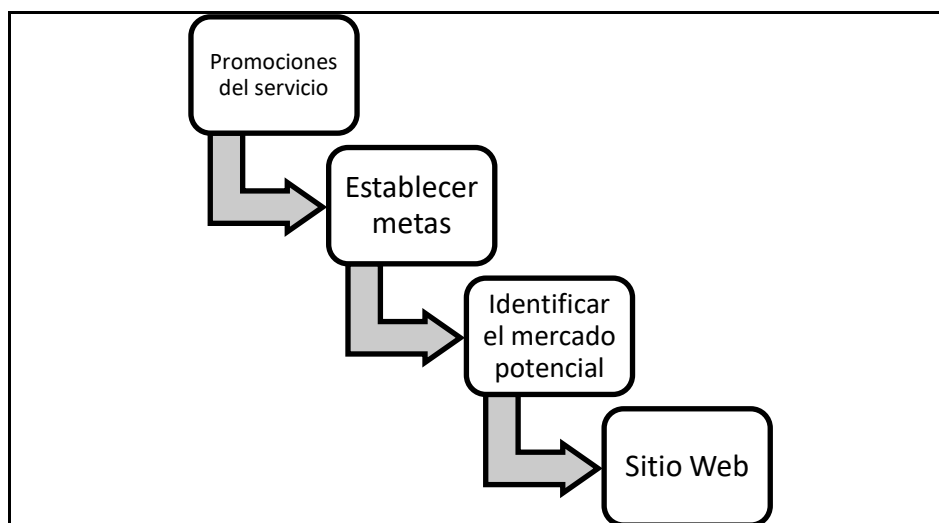 Promociones
del servicio
Establecer
metas
Identificar
el mercado
potencial
Sitio Web